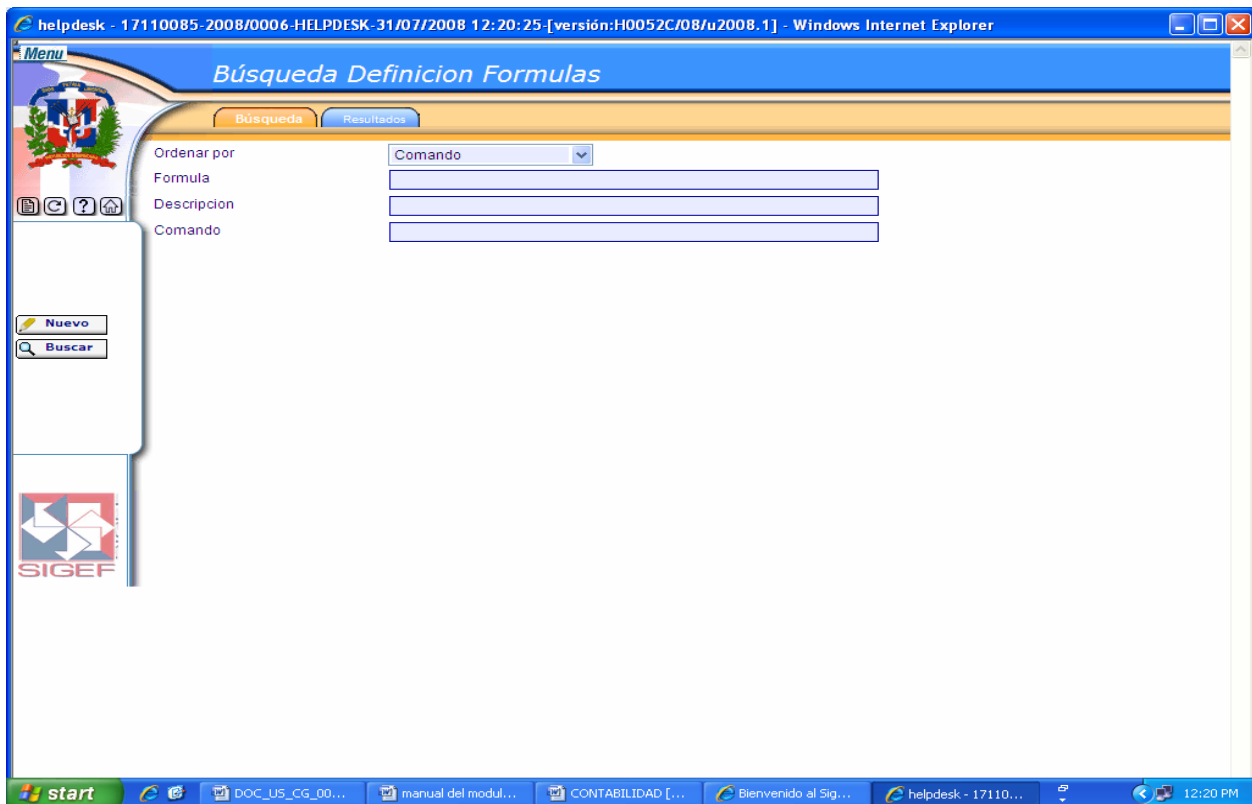 helpdesk - 17110085-2008/0006-HELPDESK-31/07/2008 12:20:25-[versión:H0052C/08/u2008.1] - Windows Internet Explorer
Menu
Búsqueda Definicion Formulas
Búsqueda Resultados
Ordenar por Comando
Formula
Descripcion
Comando
Nuevo
Buscar
SIGEF
start DOC_US_CG_00... manual del modul... CONTABILIDAD [... Bienvenido al Sig... helpdesk - 17110... 12:20 PM